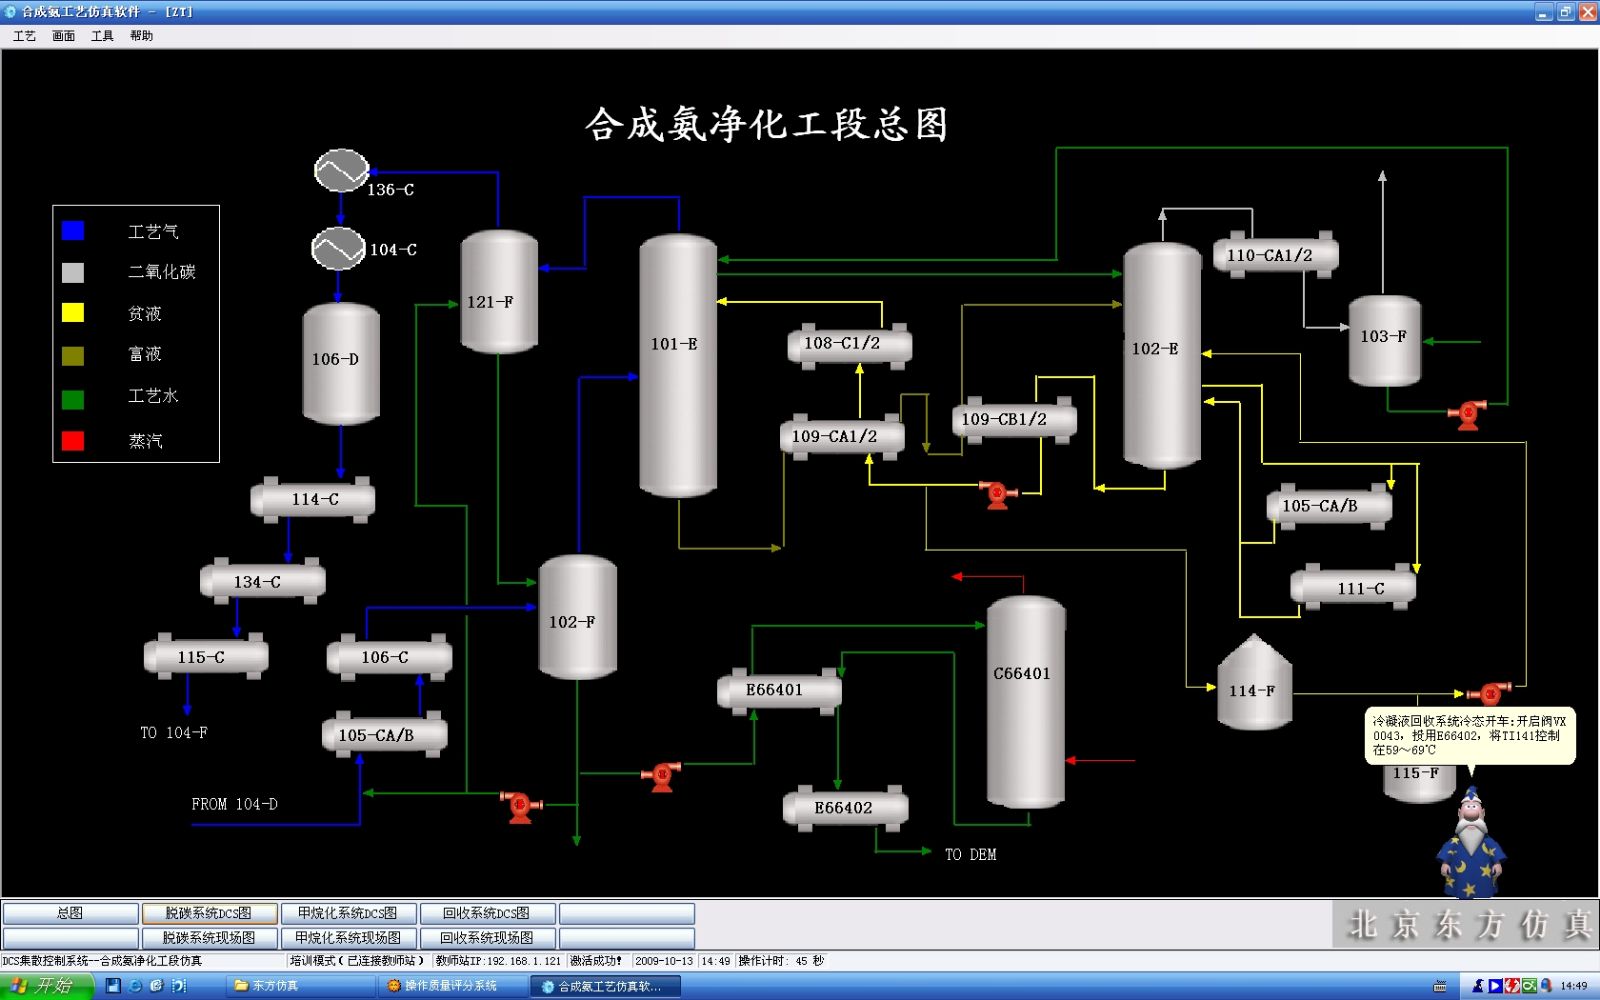 合成氨工艺仿真软件 - [ZT]
工艺 画面 工具 帮助
合成氨净化工段总图
136-C
104-C
工艺气
二氧化碳
贫液
富液
工艺水
蒸汽
121-F
106-D
101-E
108-C1/2
109-CA1/2
109-CB1/2
102-E
110-CA1/2
103-F
105-CA/B
111-C
114-C
134-C
115-C
106-C
102-F
105-CA/B
TO 104-F
FROM 104-D
E66401
E66402
C66401
TO DEM
114-F
冷凝液回收系统冷态开车:开启阀VX
0043，投用E66402，将TI141控制
在59～69℃
115-F
总图 脱碳系统DCS图 甲烷化系统DCS图 回收系统DCS图
脱碳系统现场图 甲烷化系统现场图 回收系统现场图
北京东方仿真
DCS集散控制系统--合成氨净化工段仿真 培训模式(已连接教师站) 教师站IP:192.168.1.121 激活成功! 2009-10-13 14:49 操作计时: 45 秒
开始 东方仿真 操作质量评分系统 合成氨工艺仿真软... 14:49